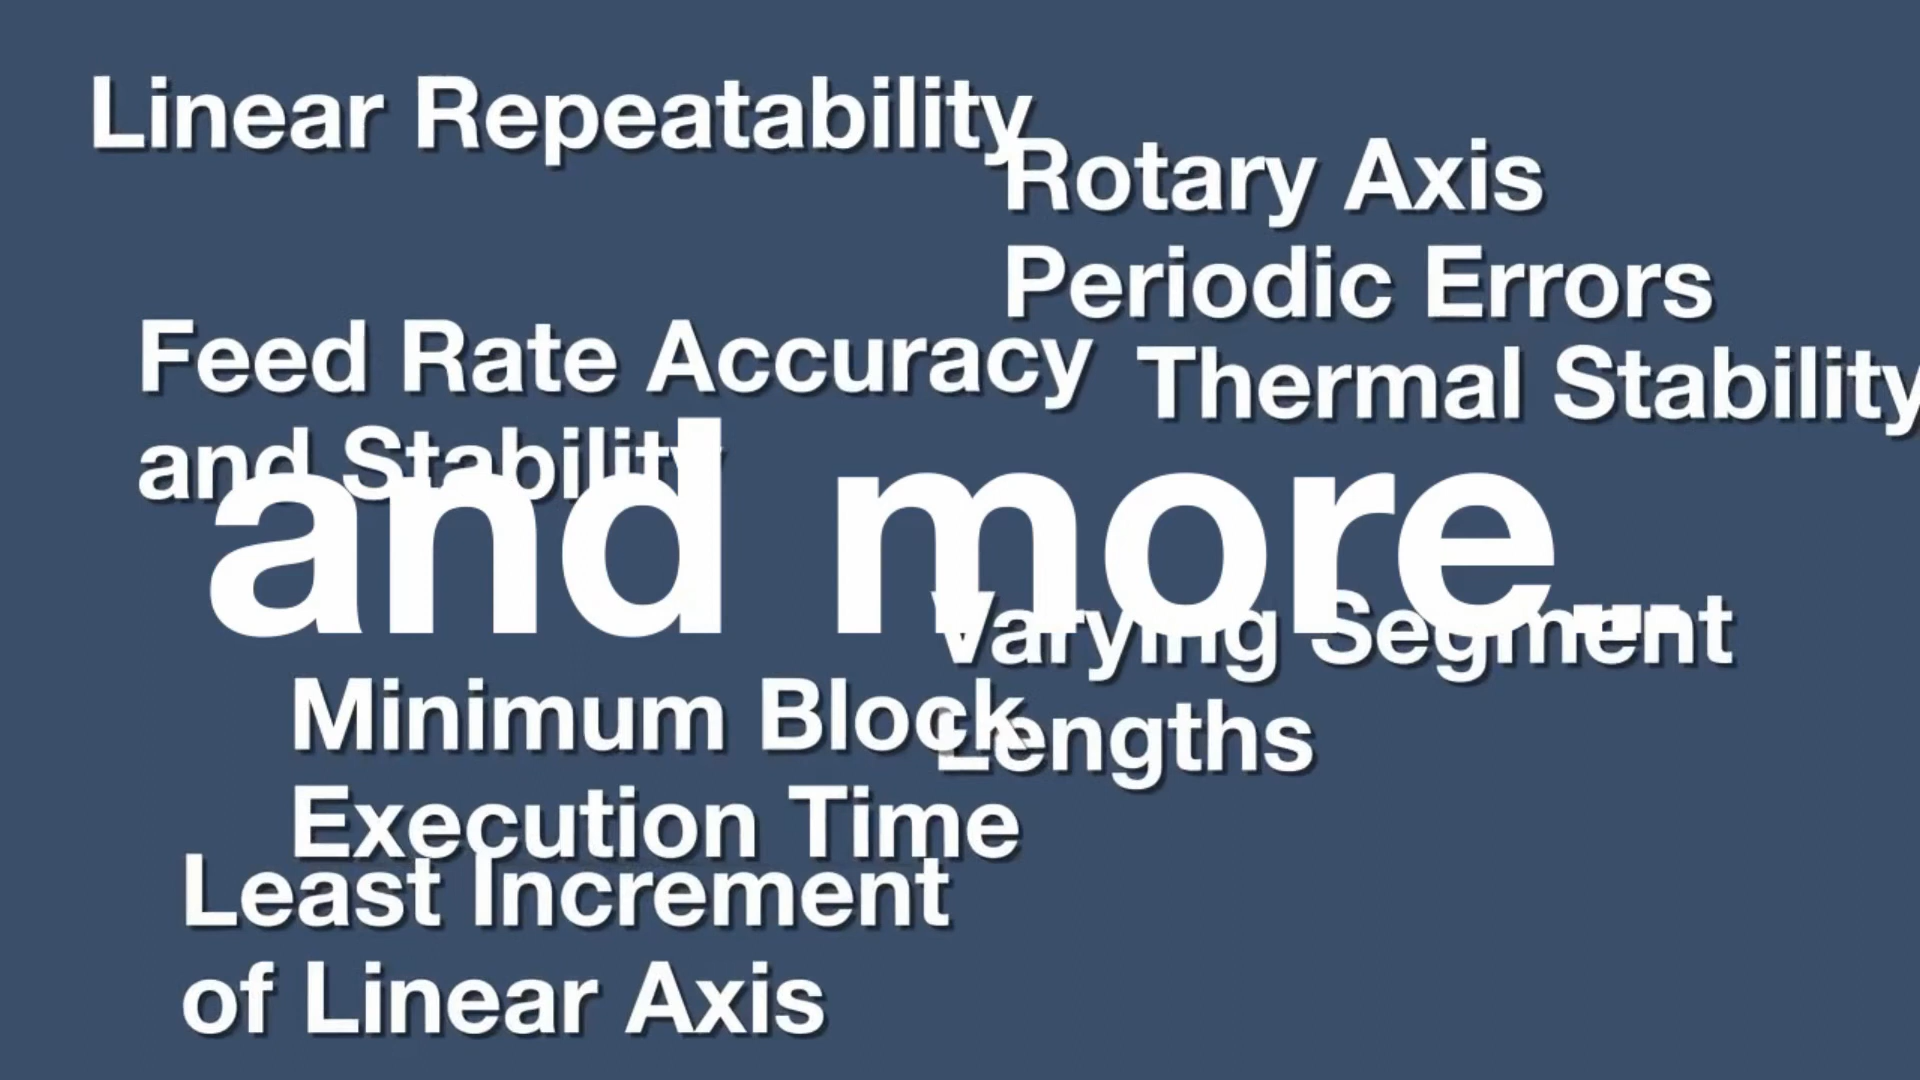 Linear Repeatability
Rotary Axis
Periodic Errors
Feed Rate Accuracy
and Stability
Thermal Stability
and more...
Varying Segment
Lengths
Minimum Block
Execution Time
Least Increment
of Linear Axis